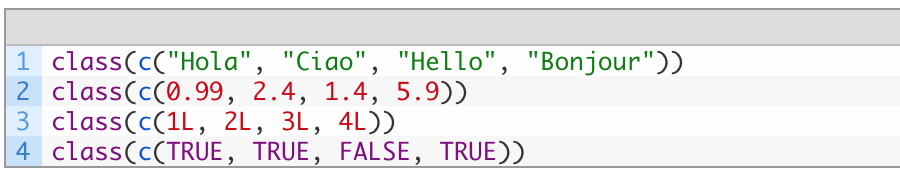 1 class(c("Hola", "Ciao", "Hello", "Bonjour"))
2 class(c(0.99, 2.4, 1.4, 5.9))
3 class(c(1L, 2L, 3L, 4L))
4 class(c(TRUE, TRUE, FALSE, TRUE))